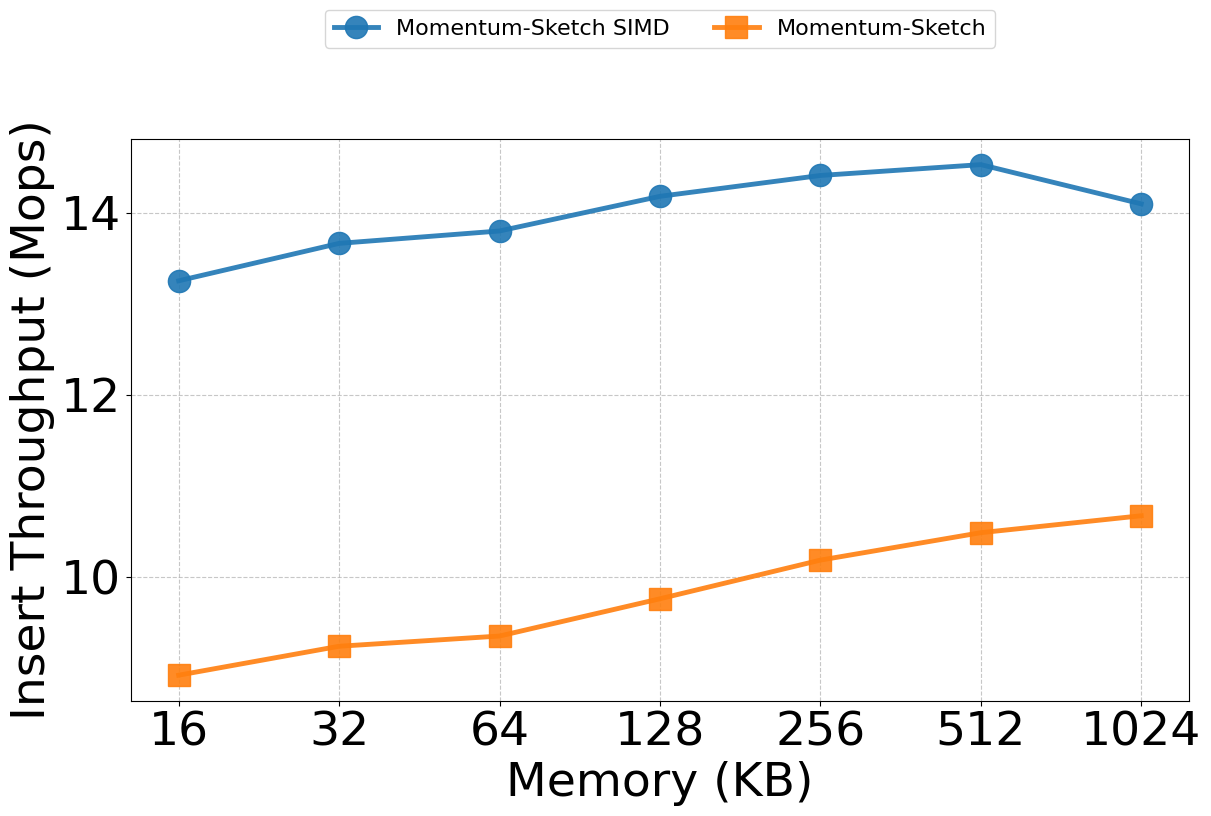 Momentum-Sketch SIMD Momentum-Sketch
Insert Throughput (Mops)
14
12
10
16 32 64 128 256 512 1024
Memory (KB)